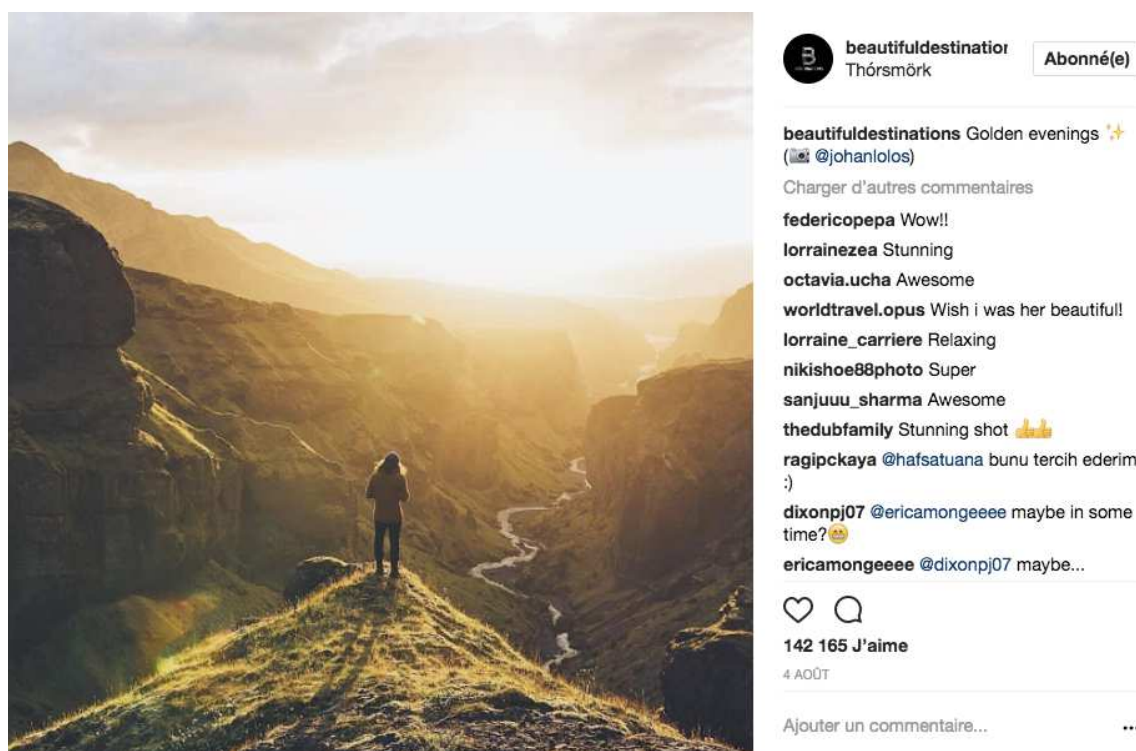 beautifuldestination
Thórsmörk
Abonné(e)
beautifuldestinations Golden evenings ✨
(📷 @johanlolos)
Charger d'autres commentaires
federicopepa Wow!!
lorrainezea Stunning
octavia.ucha Awesome
worldtravel.opus Wish i was her beautiful!
lorraine_carriere Relaxing
nikishoe88photo Super
sanjuuu_sharma Awesome
thedubfamily Stunning shot 👍👍
ragipckaya @hafsatuana bunu tercih ederim
:)
dixonpj07 @ericamongeeee maybe in some
time?😁
ericamongeeee @dixonpj07 maybe...
142 165 J'aime
4 AOÛT
Ajouter un commentaire...